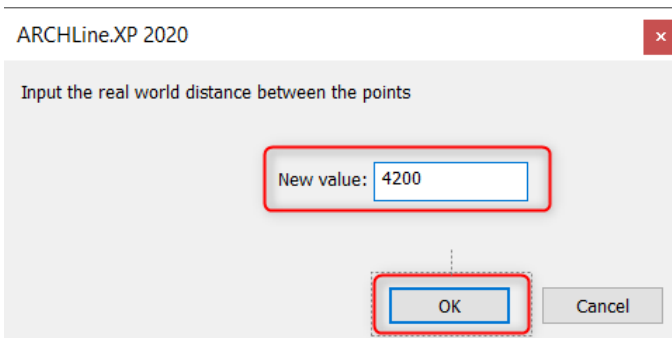 ARCHLine.XP 2020
Input the real world distance between the points
New value: 4200
OK Cancel